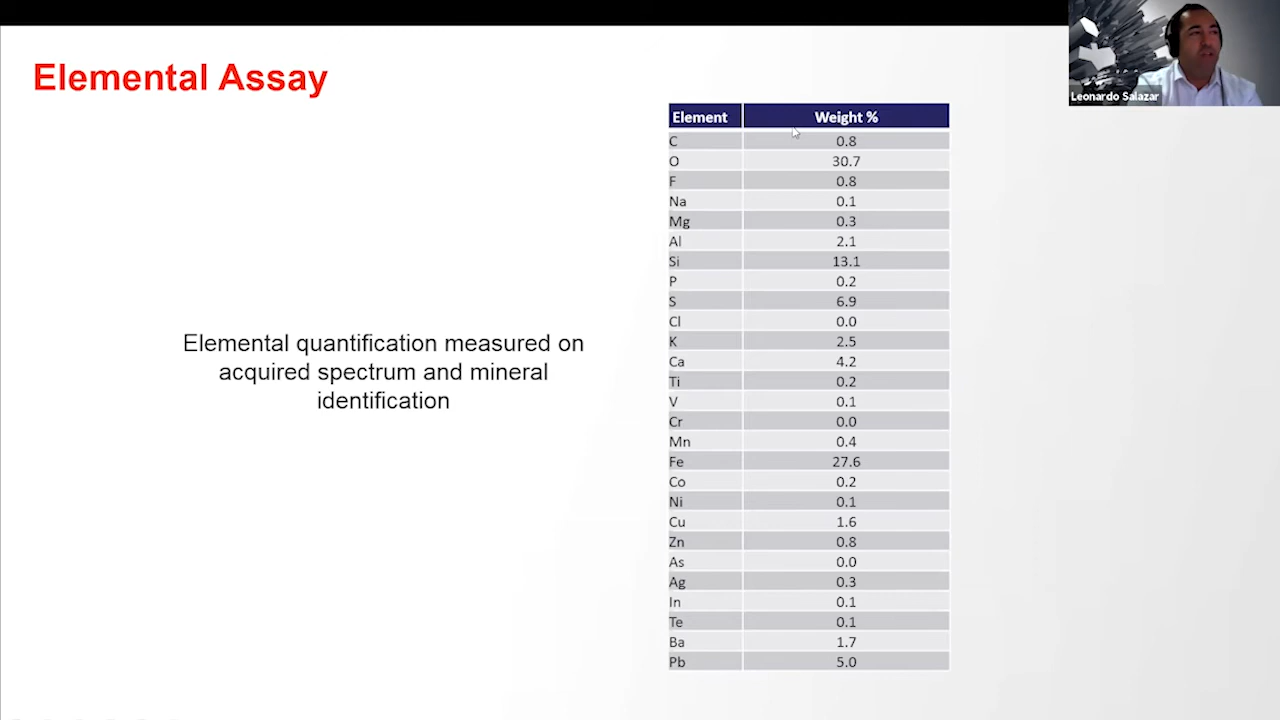 Elemental Assay
Leonardo Salazar
Elemental quantification measured on
acquired spectrum and mineral
identification
Element Weight %
C 0.8
O 30.7
F 0.8
Na 0.1
Mg 0.3
Al 2.1
Si 13.1
P 0.2
S 6.9
Cl 0.0
K 2.5
Ca 4.2
Ti 0.2
V 0.1
Cr 0.0
Mn 0.4
Fe 27.6
Co 0.2
Ni 0.1
Cu 1.6
Zn 0.8
As 0.0
Ag 0.3
In 0.1
Te 0.1
Ba 1.7
Pb 5.0